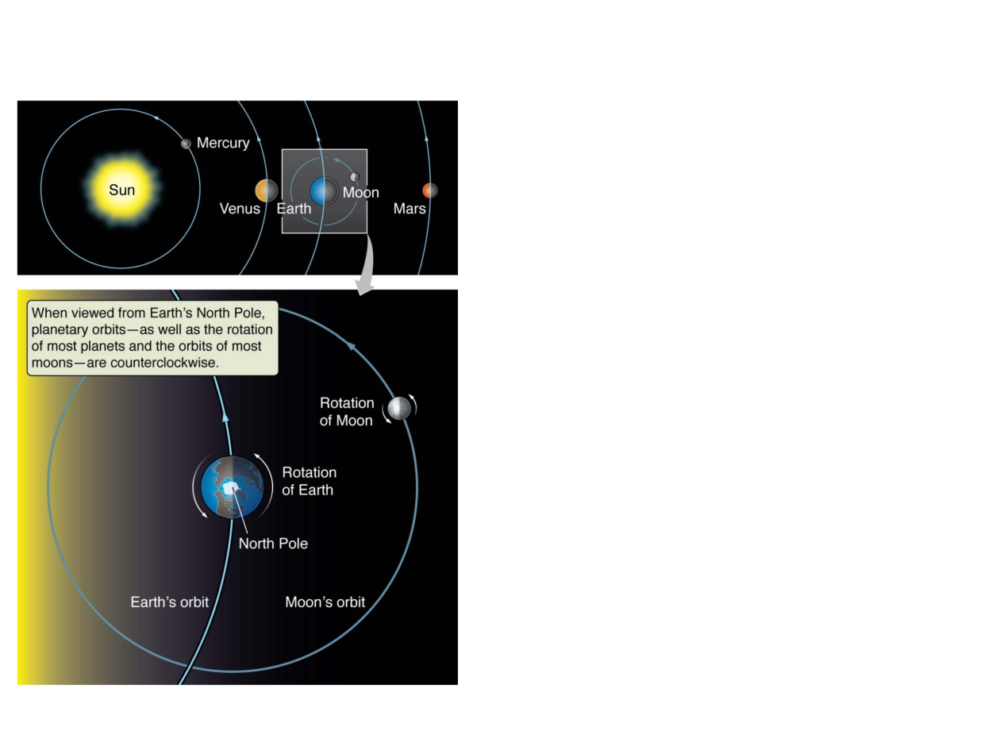 Mercury
Sun
Moon
Venus
Earth
Mars
When viewed from Earth’s North Pole,
planetary orbits—as well as the rotation
of most planets and the orbits of most
moons—are counterclockwise.
Rotation
of Moon
Rotation
of Earth
North Pole
Earth’s orbit
Moon’s orbit